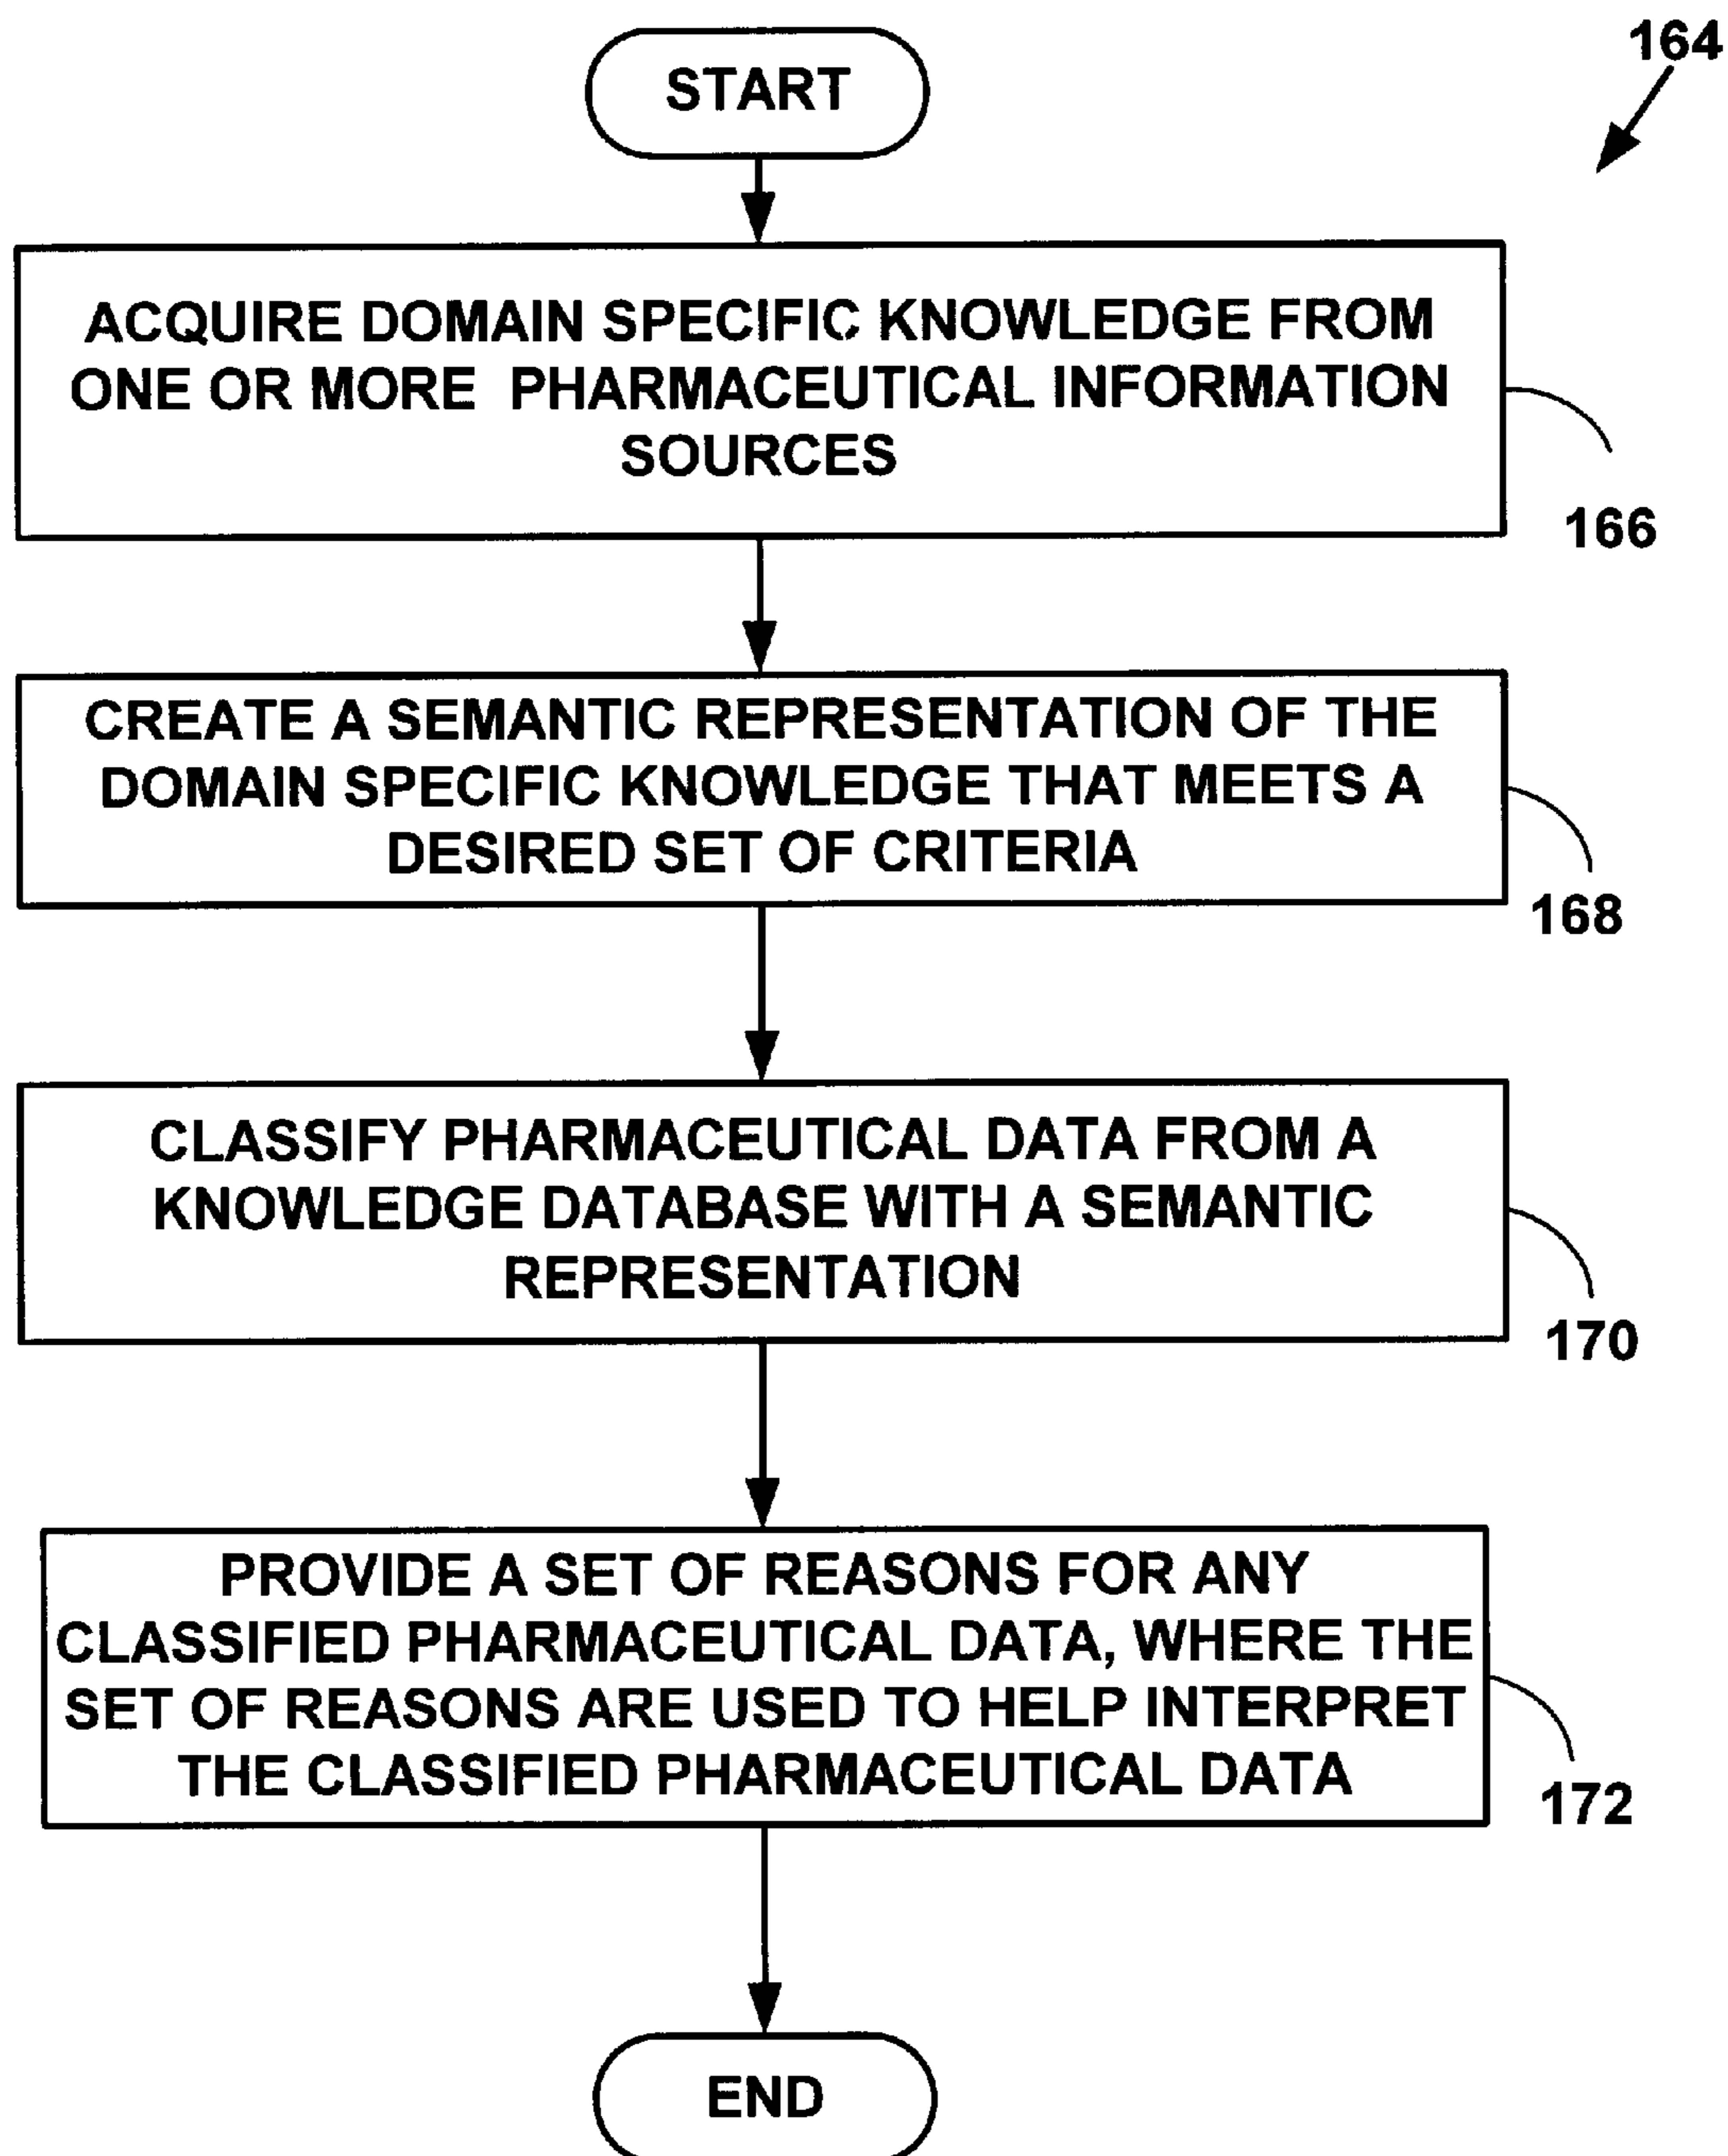 START
164
ACQUIRE DOMAIN SPECIFIC KNOWLEDGE FROM
ONE OR MORE PHARMACEUTICAL INFORMATION
SOURCES
166
CREATE A SEMANTIC REPRESENTATION OF THE
DOMAIN SPECIFIC KNOWLEDGE THAT MEETS A
DESIRED SET OF CRITERIA
168
CLASSIFY PHARMACEUTICAL DATA FROM A
KNOWLEDGE DATABASE WITH A SEMANTIC
REPRESENTATION
170
PROVIDE A SET OF REASONS FOR ANY
CLASSIFIED PHARMACEUTICAL DATA, WHERE THE
SET OF REASONS ARE USED TO HELP INTERPRET
THE CLASSIFIED PHARMACEUTICAL DATA
172
END